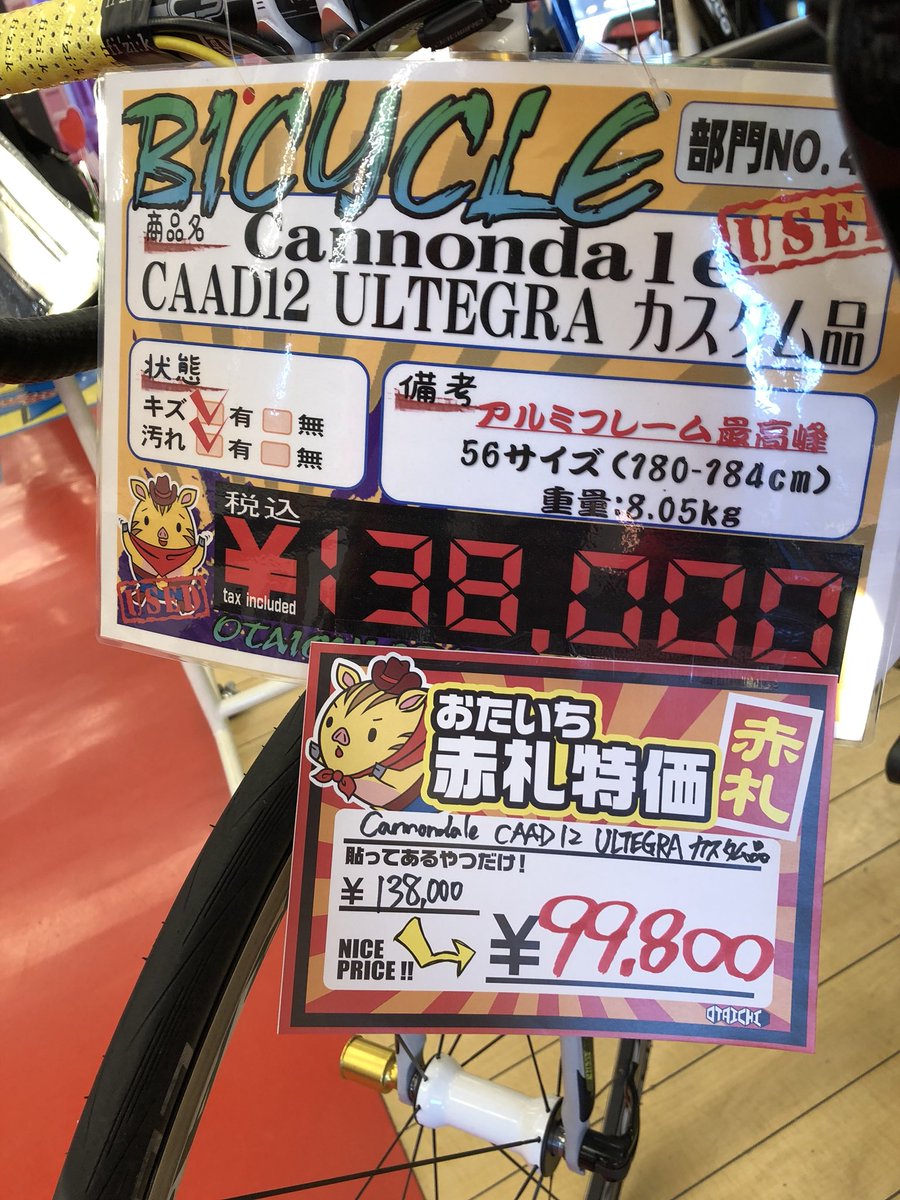 fi'zi:k
BICYCLE
部門NO.
商品名
Cannondale
USED
CAAD12 ULTEGRA カスタム品
状態
キズ 有 無
汚れ 有 無
備考
アルミフレーム最高峰
56サイズ(180-184cm)
重量:8.05kg
USED
税込
¥138,000
tax included
おたいち
赤札特価
赤札
Cannondale CAAD12 ULTEGRA カスタム品
貼ってあるやつだけ!
¥138,000
NICE
PRICE!!
¥99.800
OTAICHI